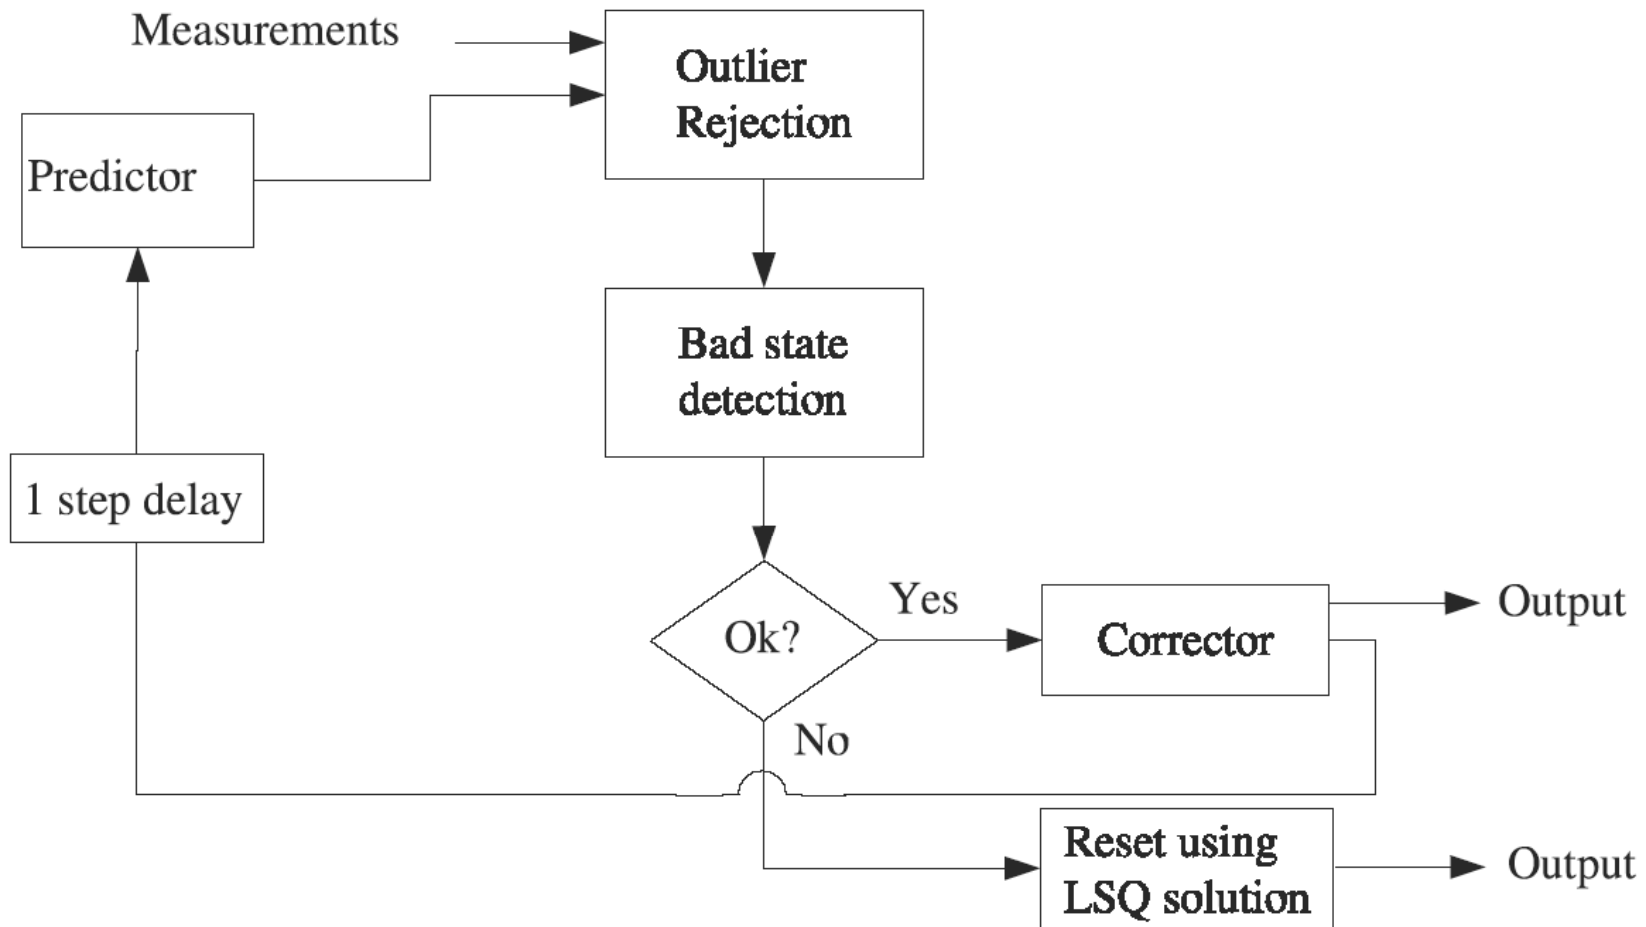 Measurements
Outlier
Rejection
Predictor
Bad state
detection
1 step delay
Ok?
Yes
Corrector
Output
No
Reset using
LSQ solution
Output